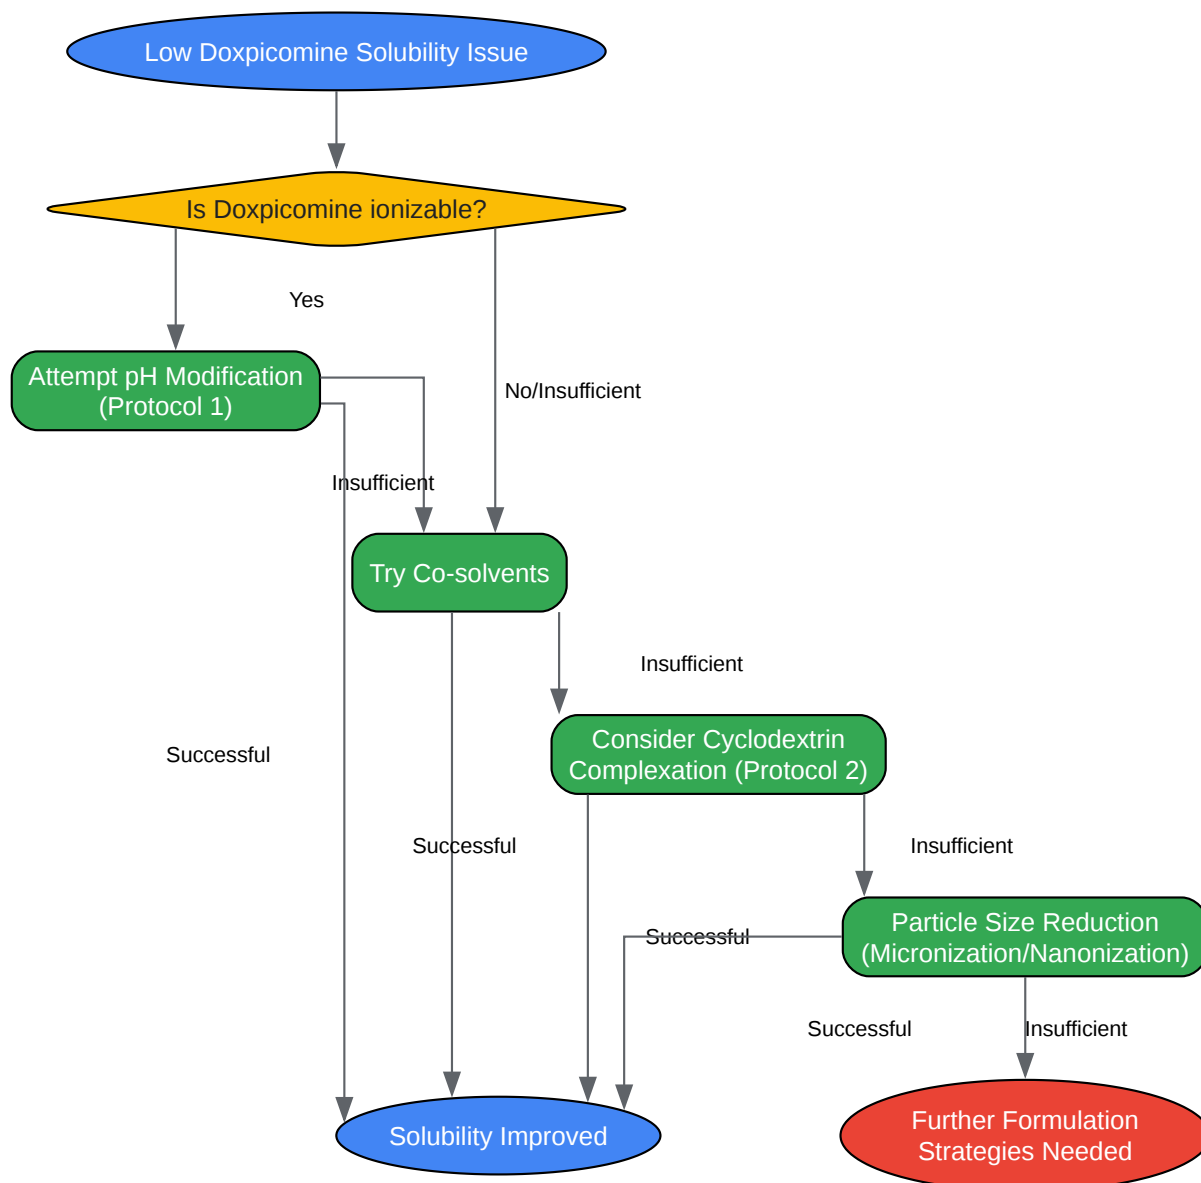 Low Doxpicomine Solubility Issue
Is Doxpicomine ionizable?
Yes
Attempt pH Modification
(Protocol 1)
No/Insufficient
Insufficient
Try Co-solvents
Insufficient
Consider Cyclodextrin
Complexation (Protocol 2)
Successful
Successful
Insufficient
Particle Size Reduction
(Micronization/Nanonization)
Successful
Successful
Insufficient
Solubility Improved
Further Formulation
Strategies Needed